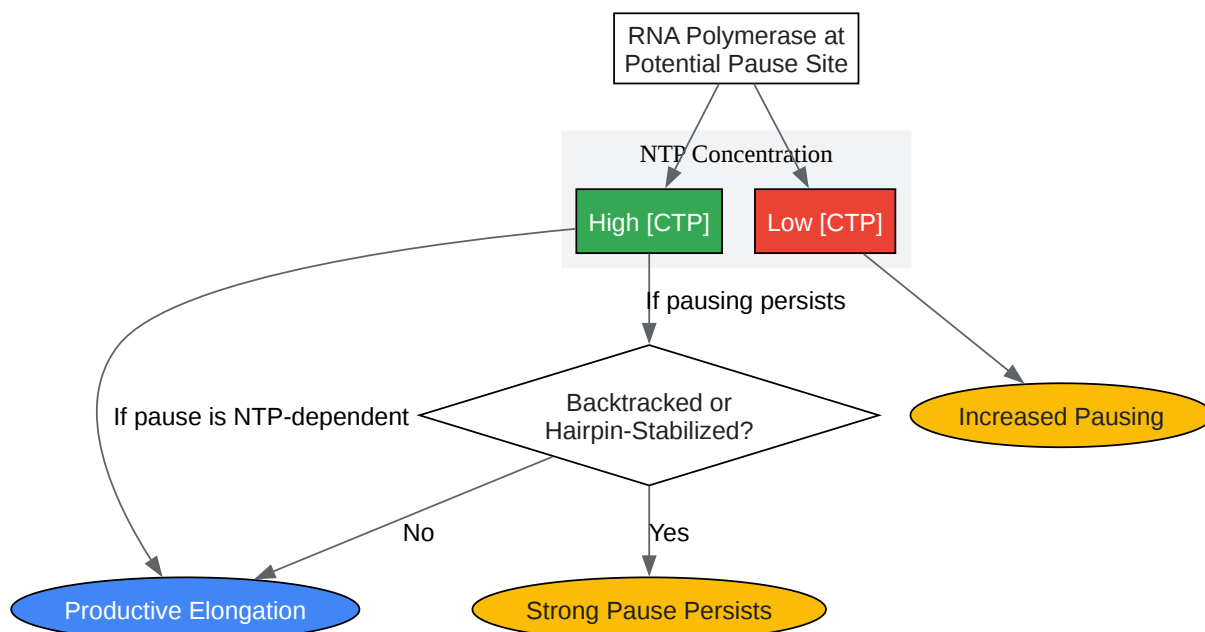 RNA Polymerase at
Potential Pause Site
NTP Concentration
High [CTP]
Low [CTP]
If pausing persists
If pause is NTP-dependent
Backtracked or
Hairpin-Stabilized?
Increased Pausing
No
Yes
Productive Elongation
Strong Pause Persists